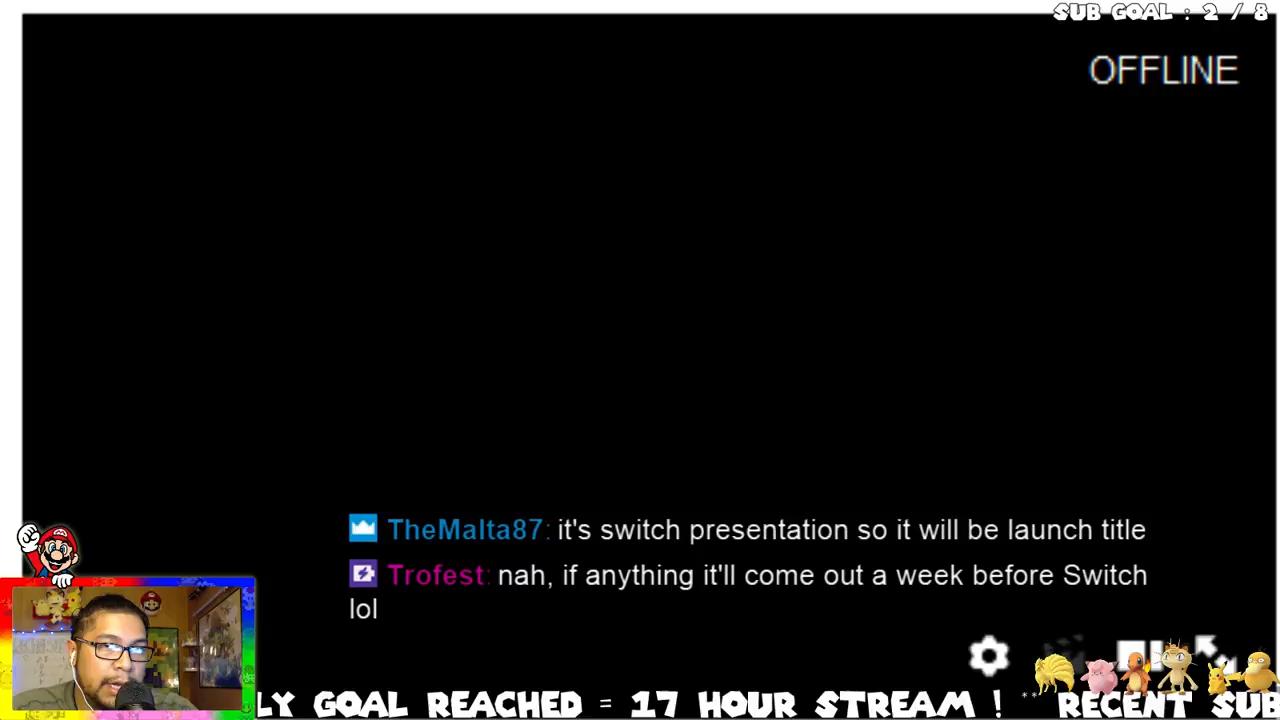 SUB GOAL : 2 / 8
OFFLINE
TheMalta87: it's switch presentation so it will be launch title
Trofest: nah, if anything it'll come out a week before Switch
lol
LY GOAL REACHED = 17 HOUR STREAM ! ** RECENT SUB